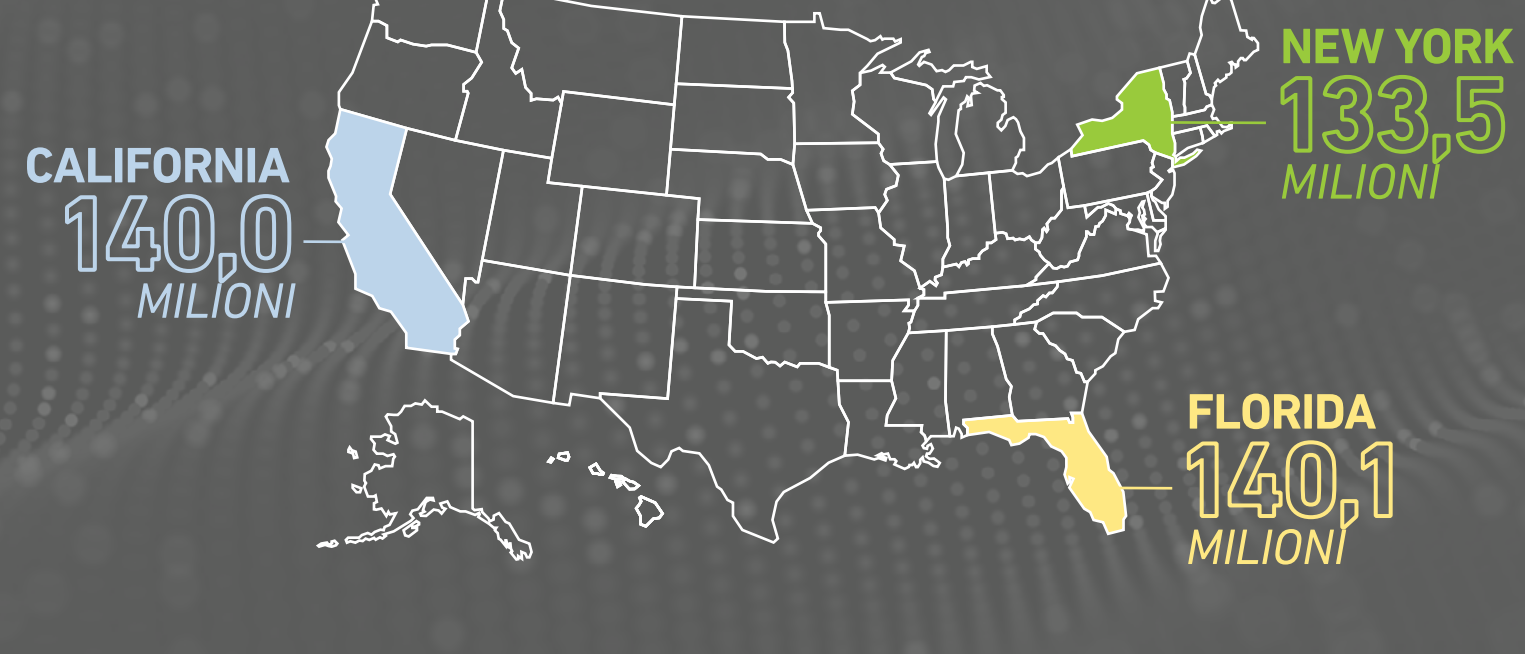 NEW YORK
133,5
MILIONI
CALIFORNIA
140,0
MILIONI
FLORIDA
140,1
MILIONI